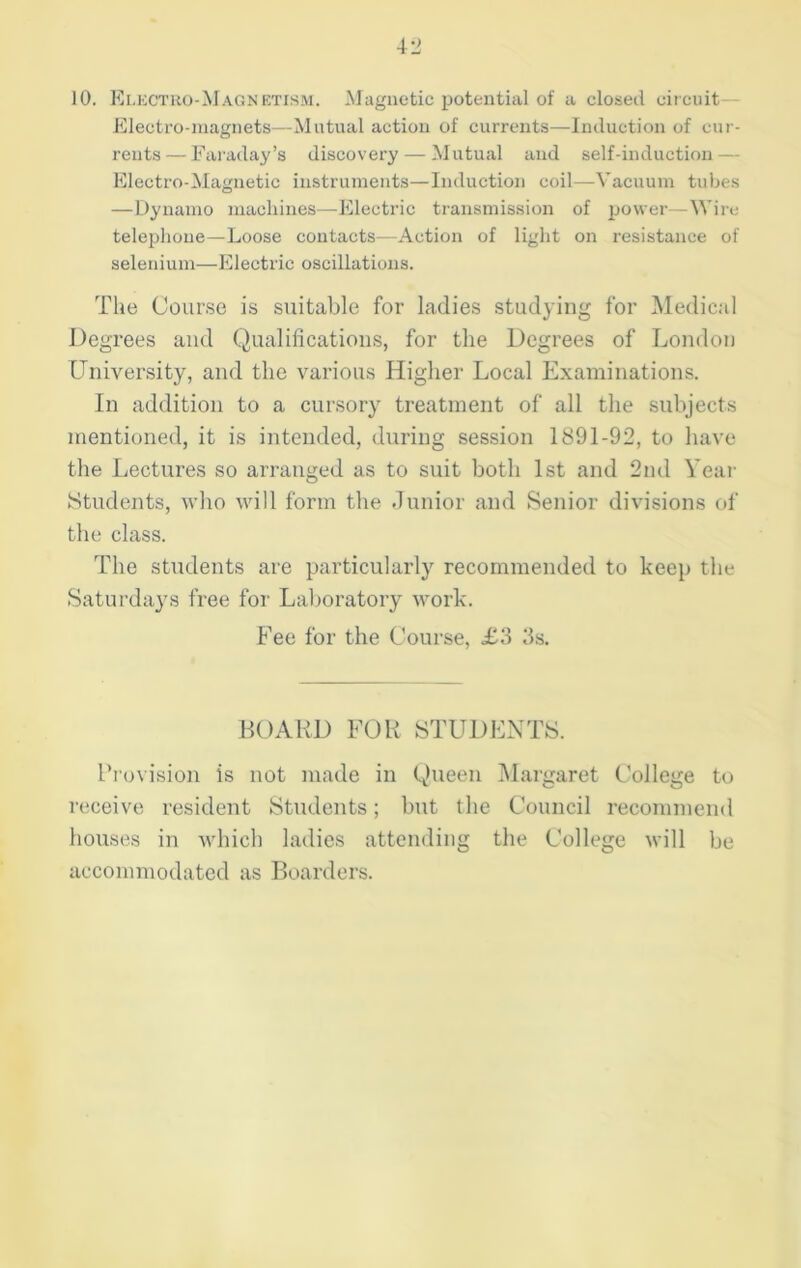 42
10. ELECTRO-MAGNETISM. Magnetic potential of a closed circuit—
Electro-magnets—Mutual action of currents—Induction of cur-
rents — Faraday's discovery — Mutual and self-induction —
Electro-Magnetic instruments—Induction coil—Vacuum tubes
—Dynamo machines—Electric transmission of power—Wire
telephone—Loose contacts—Action of light on resistance of
selenium—Electric oscillations.
The Course is suitable for ladies studying for Medical
Degrees and Qualifications, for the Degrees of London
University, and the various Higher Local Examinations.
In addition to a cursory treatment of all the subjects
mentioned, it is intended, during session 1891-92, to have
the Lectures so arranged as to suit both 1st and 2nd Year
Students, who will form the Junior and Senior divisions of
the class.
The students are particularly recommended to keep the
Saturdays free for Laboratory work.
Fee for the Course, £3 3s.
BOARD FOR STUDENTS.
Provision is not made in Queen Margaret College to
receive resident Students; but the Council recommend
houses in which ladies attending the College will be
accommodated as Boarders.